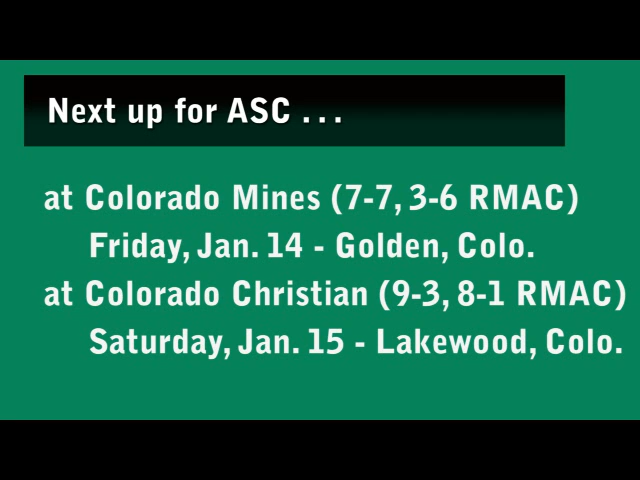 Next up for ASC . . .
at Colorado Mines (7-7, 3-6 RMAC)
Friday, Jan. 14 - Golden, Colo.
at Colorado Christian (9-3, 8-1 RMAC)
Saturday, Jan. 15 - Lakewood, Colo.